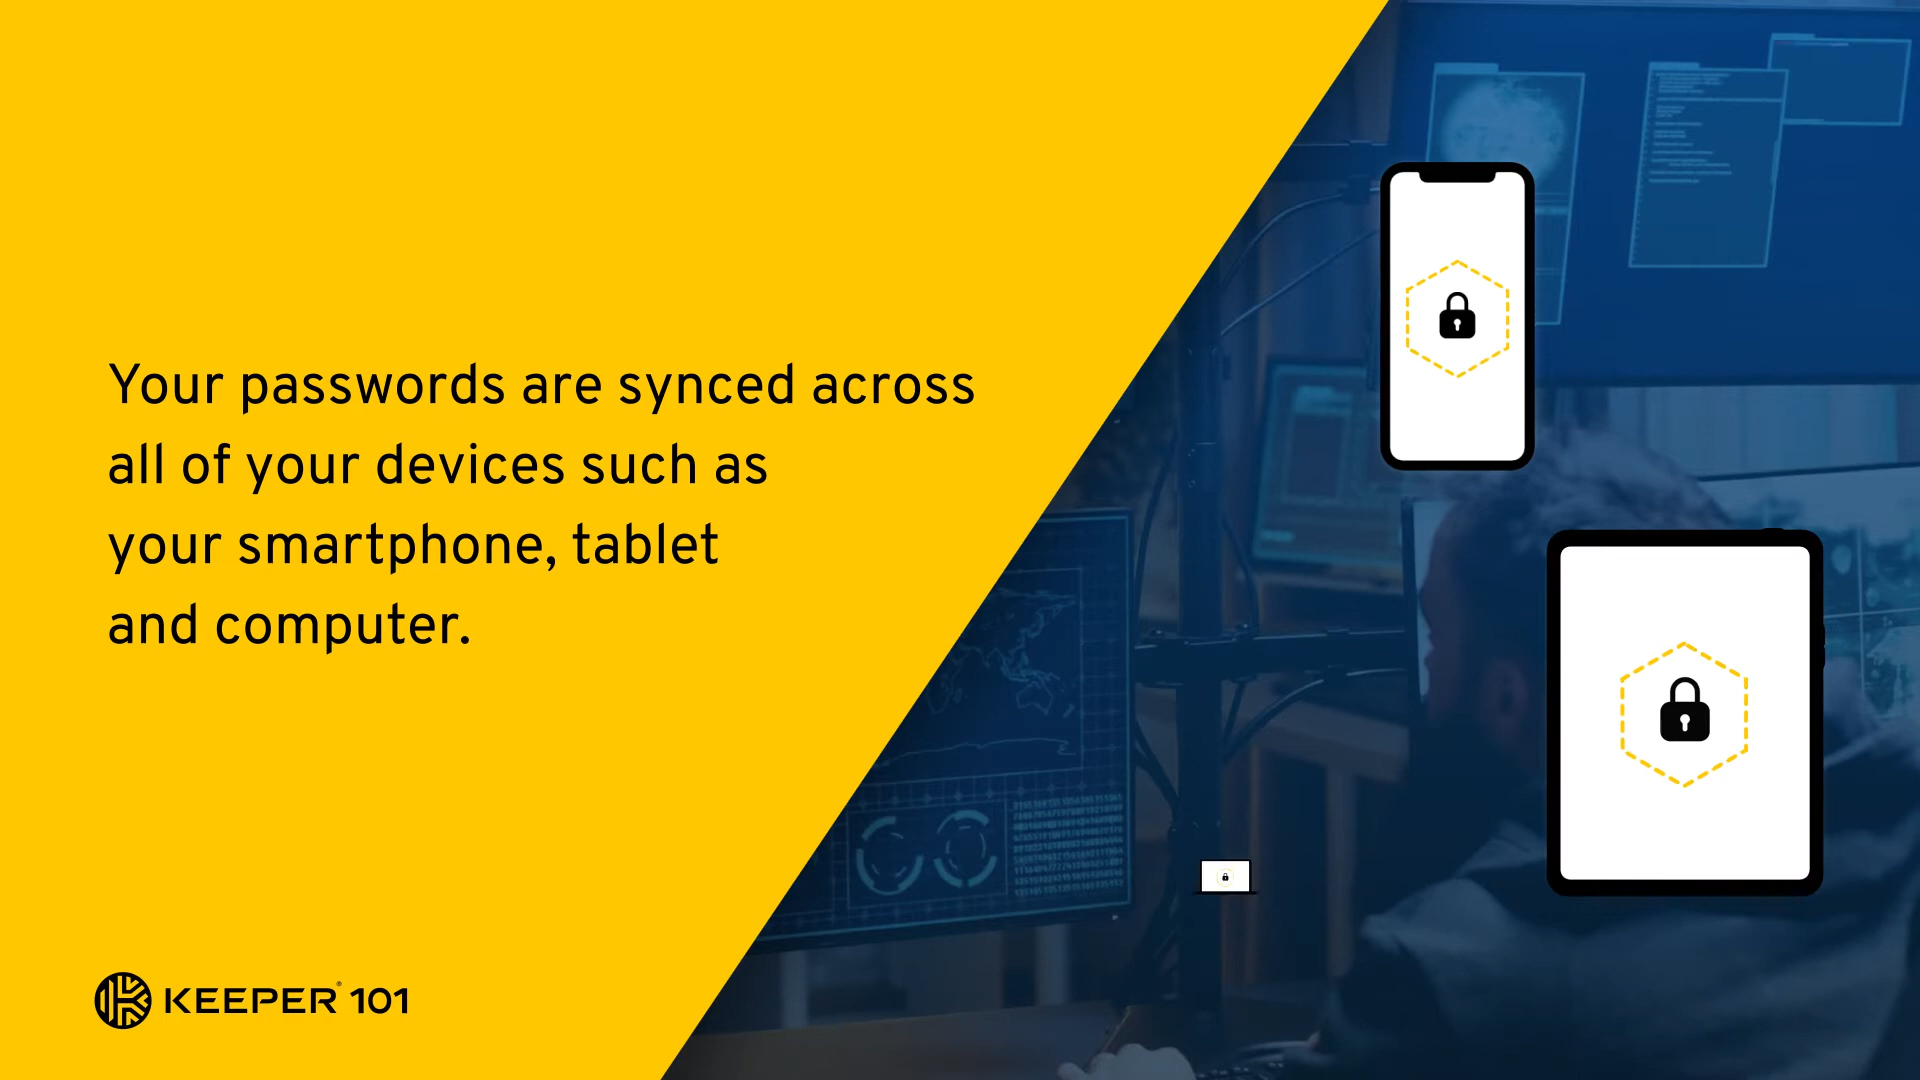 Your passwords are synced across
all of your devices such as
your smartphone, tablet
and computer.
KEEPER® 101